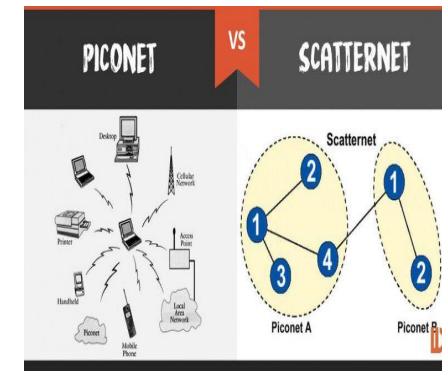 PICONET
VS
SCATTERNET
Desktop
Cellular
Network
Printer
Access
Point
Handheld
Piconet
Mobile
Phone
Local
Area
Network
Scatternet
2
1
3
4
Piconet A
1
2
Piconet B